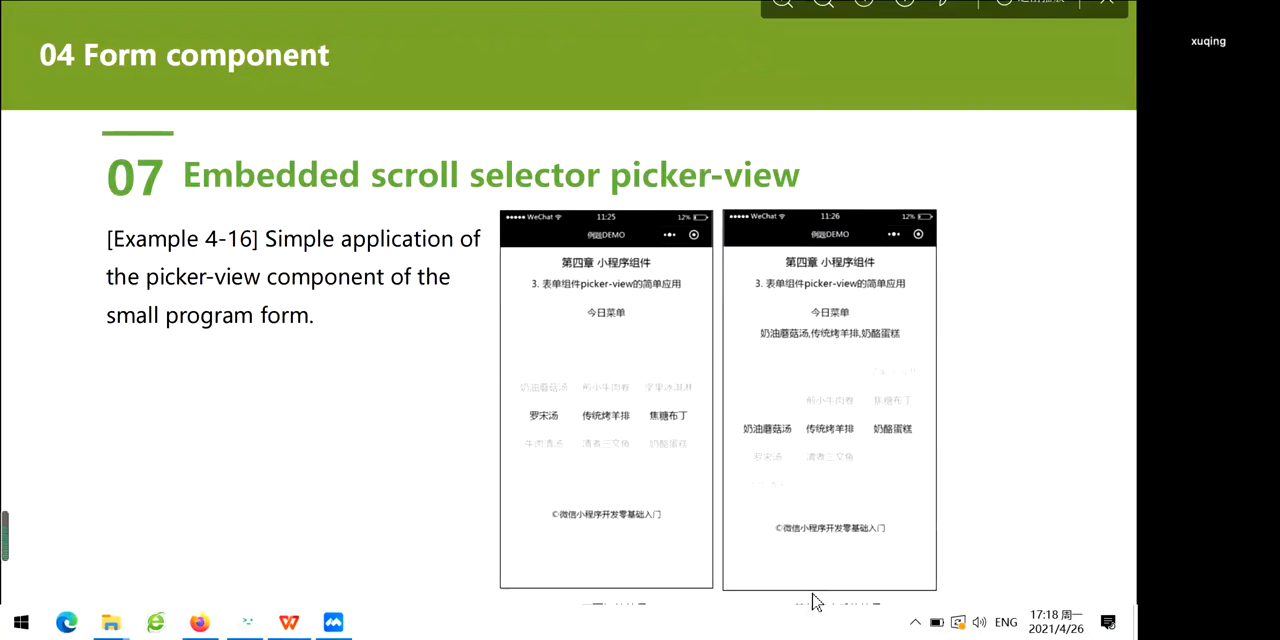 04 Form component
xuqing
07 Embedded scroll selector picker-view
[Example 4-16] Simple application of
the picker-view component of the
small program form.
WeChat 11:25 12%
例题DEMO
第四章 小程序组件
3. 表单组件picker-view的简单应用
今日菜单
奶油蘑菇汤 煎小牛肉卷
罗宋汤 传统烤羊排 焦糖布丁
牛肉清汤 清煮三文鱼 奶酪蛋糕
©微信小程序开发零基础入门
WeChat 11:26 12%
例题DEMO
第四章 小程序组件
3. 表单组件picker-view的简单应用
今日菜单
奶油蘑菇汤,传统烤羊排,奶酪蛋糕
煎小牛肉卷 焦糖布丁
奶油蘑菇汤 传统烤羊排 奶酪蛋糕
罗宋汤 清煮三文鱼
©微信小程序开发零基础入门
ENG
17:18 周一
2021/4/26